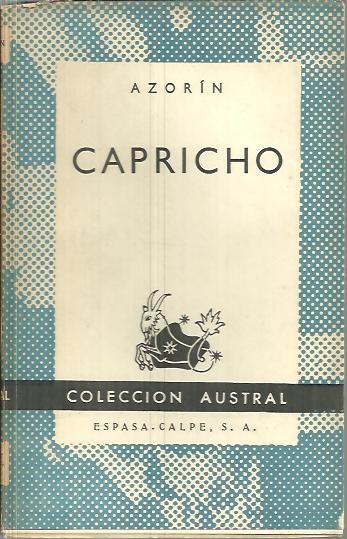 AZORÍN
CAPRICHO
COLECCION AUSTRAL
ESPASA-CALPE, S. A.